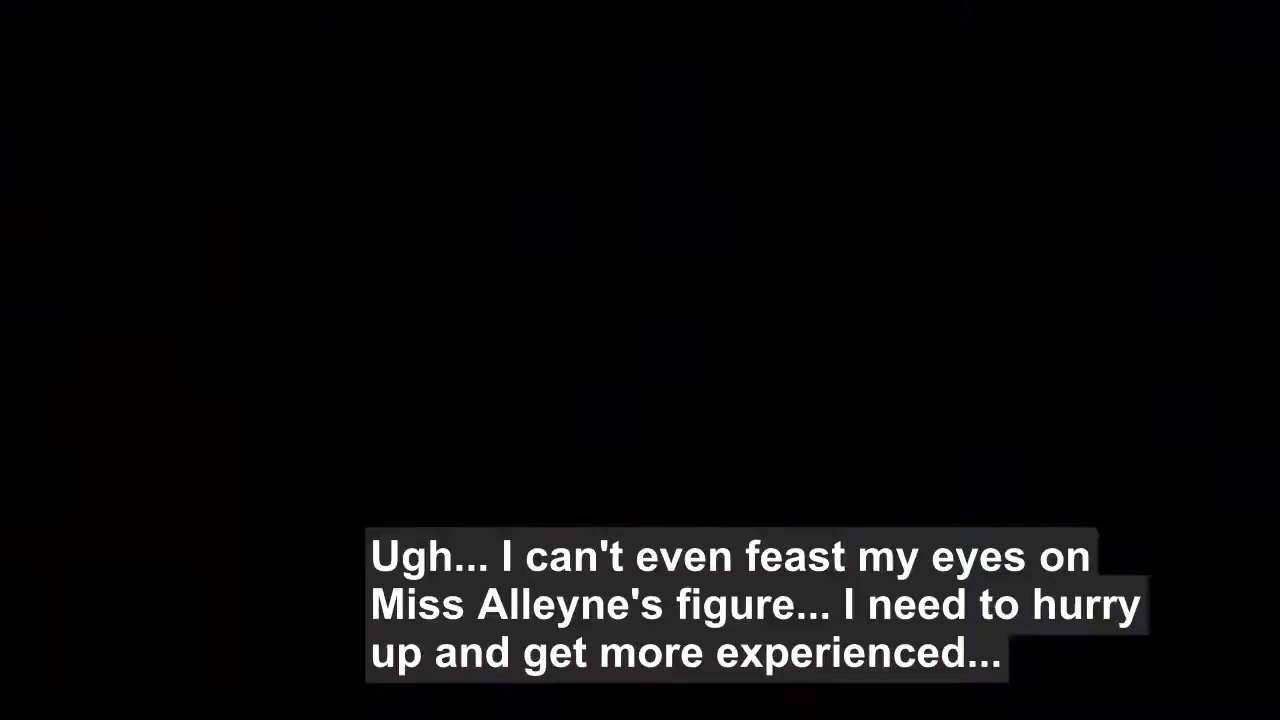 Ugh... I can't even feast my eyes on
Miss Alleyne's figure... I need to hurry
up and get more experienced...